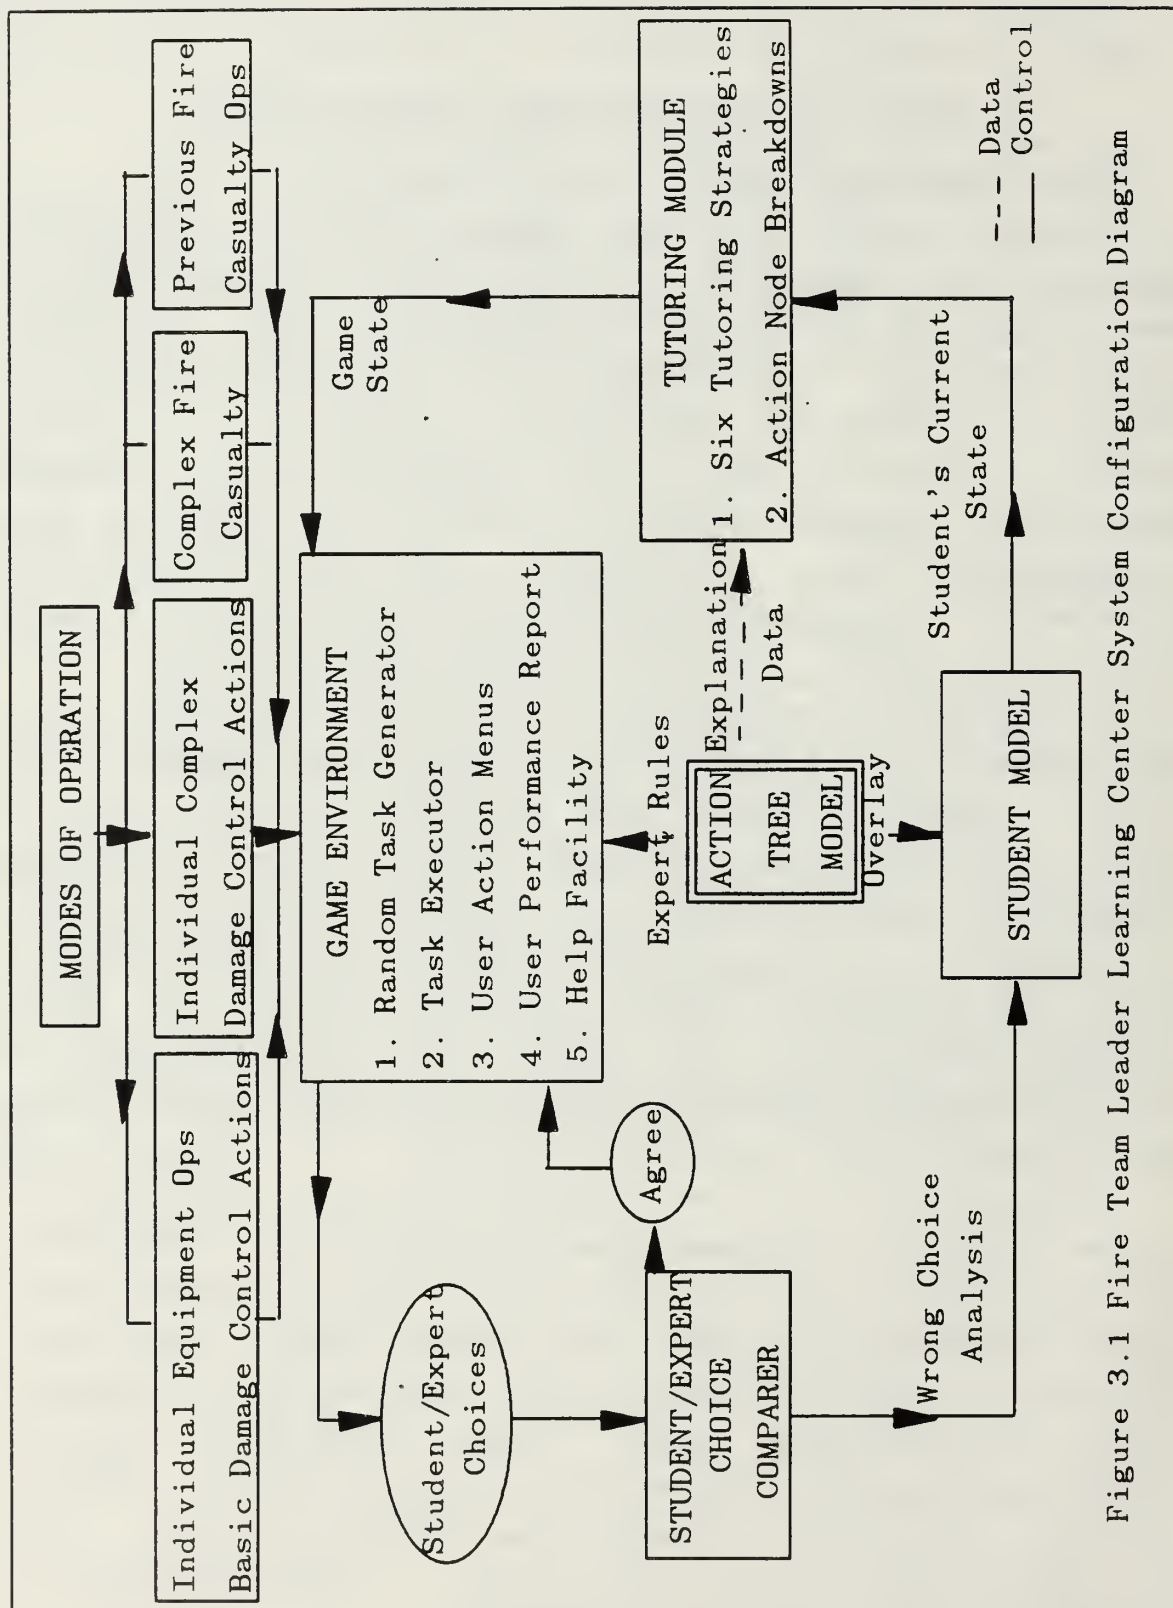 MODES OF OPERATION
Individual Equipment Ops
Basic Damage Control Actions
Individual Complex
Damage Control Actions
Complex Fire
Casualty
Previous Fire
Casualty Ops
GAME ENVIRONMENT
1. Random Task Generator
2. Task Executor
3. User Action Menus
4. User Performance Report
5. Help Facility
Game
State
Student/Expert
Choices
Agree
Expert Rules
ACTION
TREE
MODEL
Explanation
Data
TUTORING MODULE
1. Six Tutoring Strategies
2. Action Node Breakdowns
STUDENT/EXPERT
CHOICE
COMPARER
Overlay
Wrong Choice
Analysis
STUDENT MODEL
Student's Current
State
--- Data
Control
Figure 3.1 Fire Team Leader Learning Center System Configuration Diagram